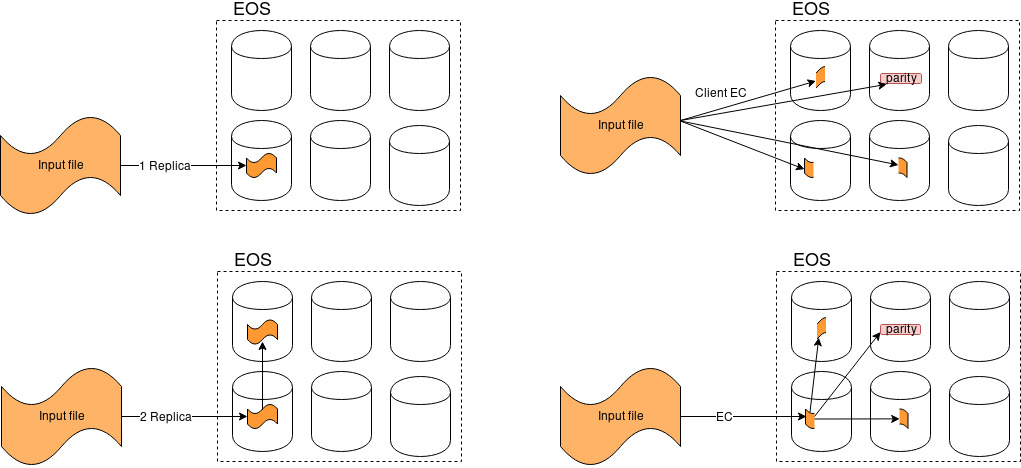 EOS
Input file
1 Replica
EOS
Client EC
Input file
parity
EOS
Input file
2 Replica
EOS
Input file
EC
parity